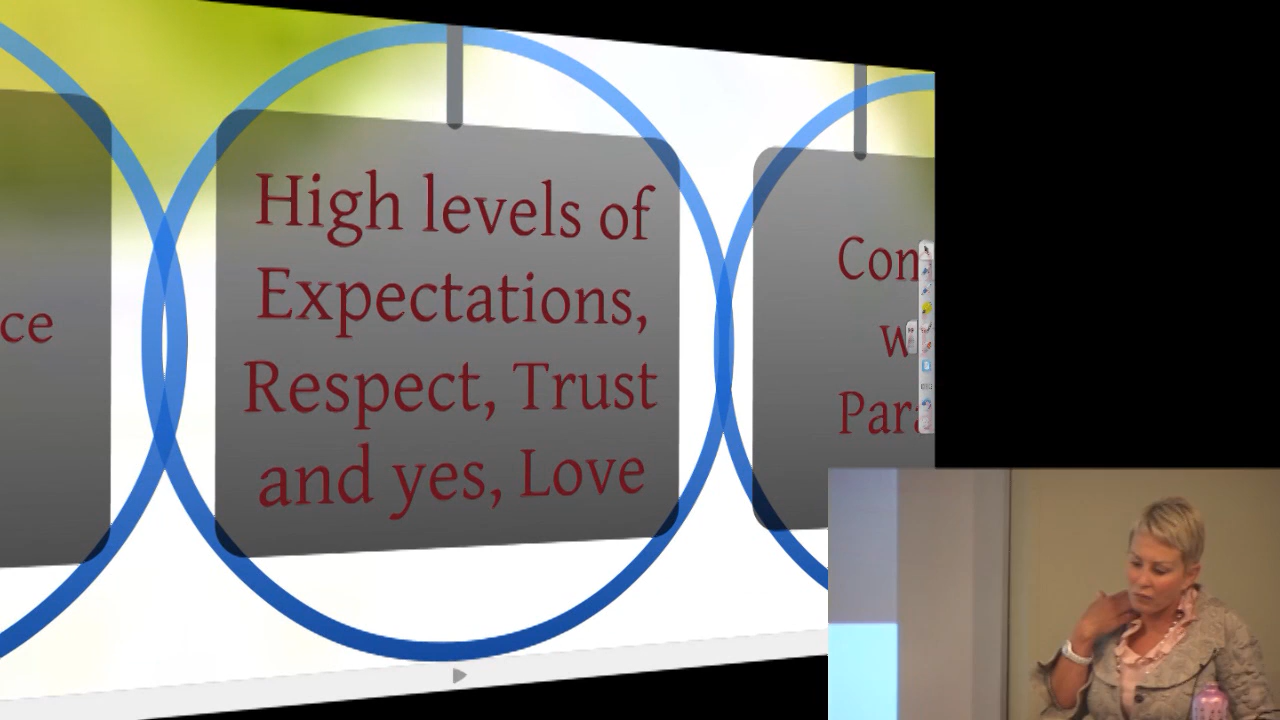 ce
High levels of
Expectations,
Respect, Trust
and yes, Love
Con
w
Para